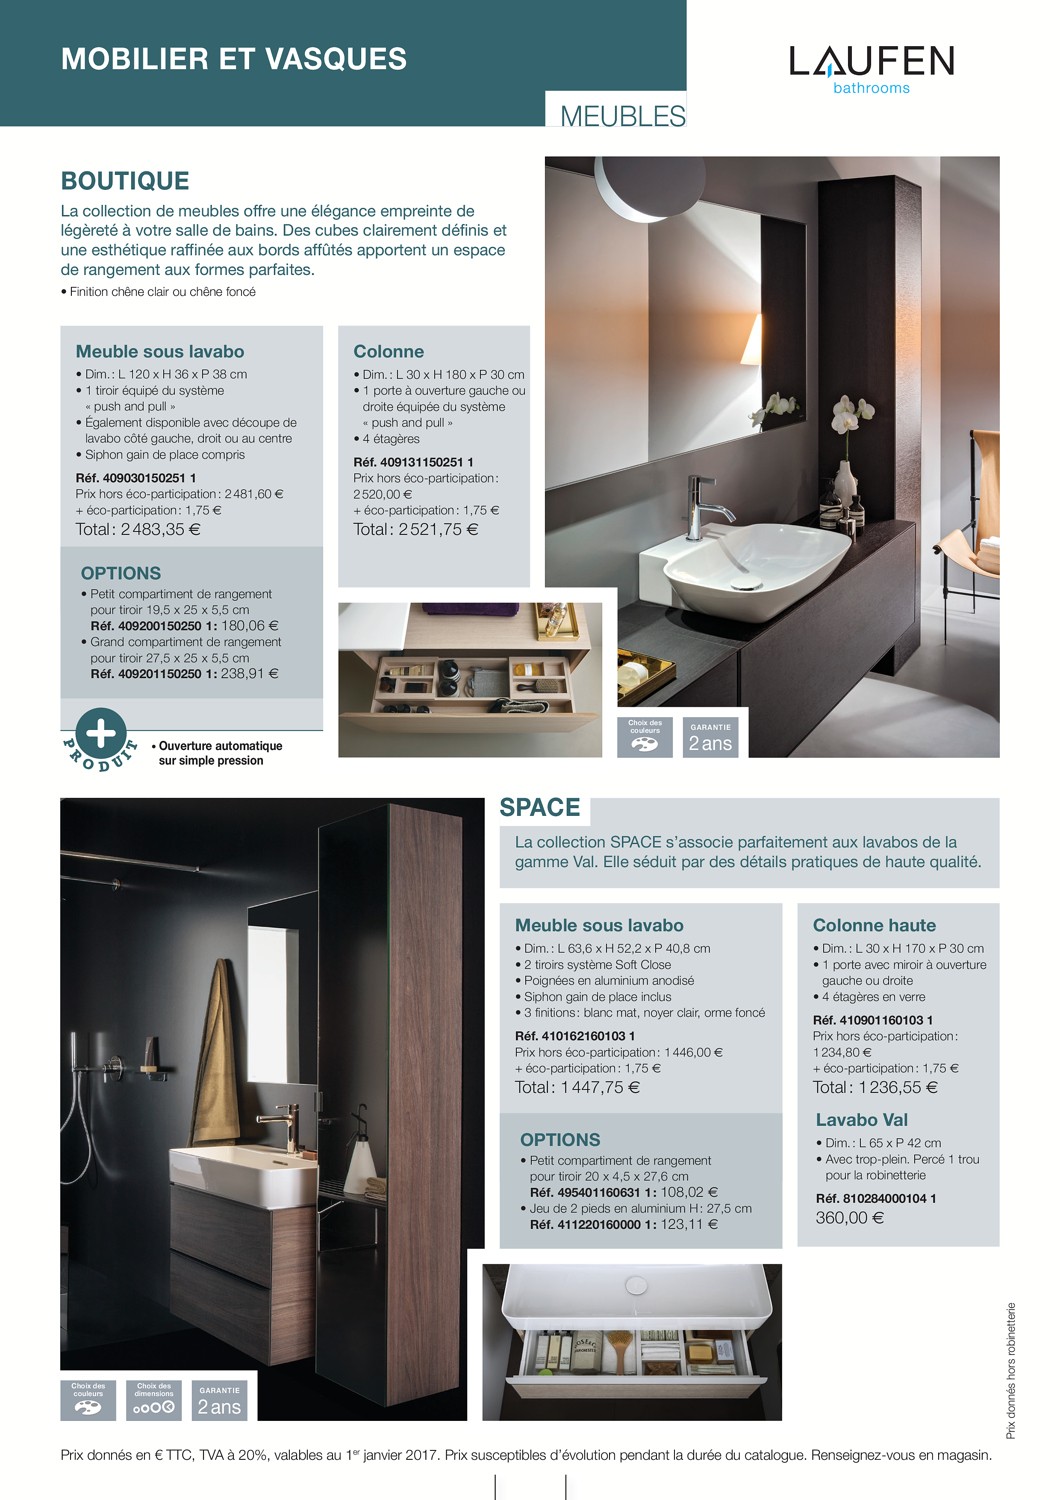 MOBILIER ET VASQUES
MEUBLES
LAUFEN
bathrooms
BOUTIQUE
La collection de meubles offre une élégance empreinte de
légèreté à votre salle de bains. Des cubes clairement définis et
une esthétique raffinée aux bords affûtés apportent un espace
de rangement aux formes parfaites.
• Finition chêne clair ou chêne foncé
Meuble sous lavabo
• Dim. : L 120 x H 36 x P 38 cm
• 1 tiroir équipé du système
« push and pull »
• Également disponible avec découpe de
lavabo côté gauche, droit ou au centre
• Siphon gain de place compris
Réf. 409030150251 1
Prix hors éco-participation : 2 481,60 €
+ éco-participation : 1,75 €
Total : 2 483,35 €
OPTIONS
• Petit compartiment de rangement
pour tiroir 19,5 x 25 x 5,5 cm
Réf. 409200150250 1 : 180,06 €
• Grand compartiment de rangement
pour tiroir 27,5 x 25 x 5,5 cm
Réf. 409201150250 1 : 238,91 €
+
PRODUIT
• Ouverture automatique
sur simple pression
Colonne
• Dim. : L 30 x H 180 x P 30 cm
• 1 porte à ouverture gauche ou
droite équipée du système
« push and pull »
• 4 étagères
Réf. 409131150251 1
Prix hors éco-participation :
2 520,00 €
+ éco-participation : 1,75 €
Total : 2 521,75 €
Choix des
couleurs
GARANTIE
2 ans
SPACE
La collection SPACE s'associe parfaitement aux lavabos de la
gamme Val. Elle séduit par des détails pratiques de haute qualité.
Meuble sous lavabo
• Dim. : L 63,6 x H 52,2 x P 40,8 cm
• 2 tiroirs système Soft Close
• Poignées en aluminium anodisé
• Siphon gain de place inclus
• 3 finitions : blanc mat, noyer clair, orme foncé
Réf. 410162160103 1
Prix hors éco-participation : 1 446,00 €
+ éco-participation : 1,75 €
Total : 1 447,75 €
OPTIONS
• Petit compartiment de rangement
pour tiroir 20 x 4,5 x 27,6 cm
Réf. 495401160631 1 : 108,02 €
• Jeu de 2 pieds en aluminium H : 27,5 cm
Réf. 411220160000 1 : 123,11 €
Colonne haute
• Dim. : L 30 x H 170 x P 30 cm
• 1 porte avec miroir à ouverture
gauche ou droite
• 4 étagères en verre
Réf. 410901160103 1
Prix hors éco-participation :
1 234,80 €
+ éco-participation : 1,75 €
Total : 1 236,55 €
Lavabo Val
• Dim. : L 65 x P 42 cm
• Avec trop-plein. Percé 1 trou
pour la robinetterie
Réf. 810284000104 1
360,00 €
Choix des
couleurs
Choix des
dimensions
GARANTIE
2 ans
Prix donnés hors robinetterie
Prix donnés en € TTC, TVA à 20%, valables au 1er janvier 2017. Prix susceptibles d'évolution pendant la durée du catalogue. Renseignez-vous en magasin.